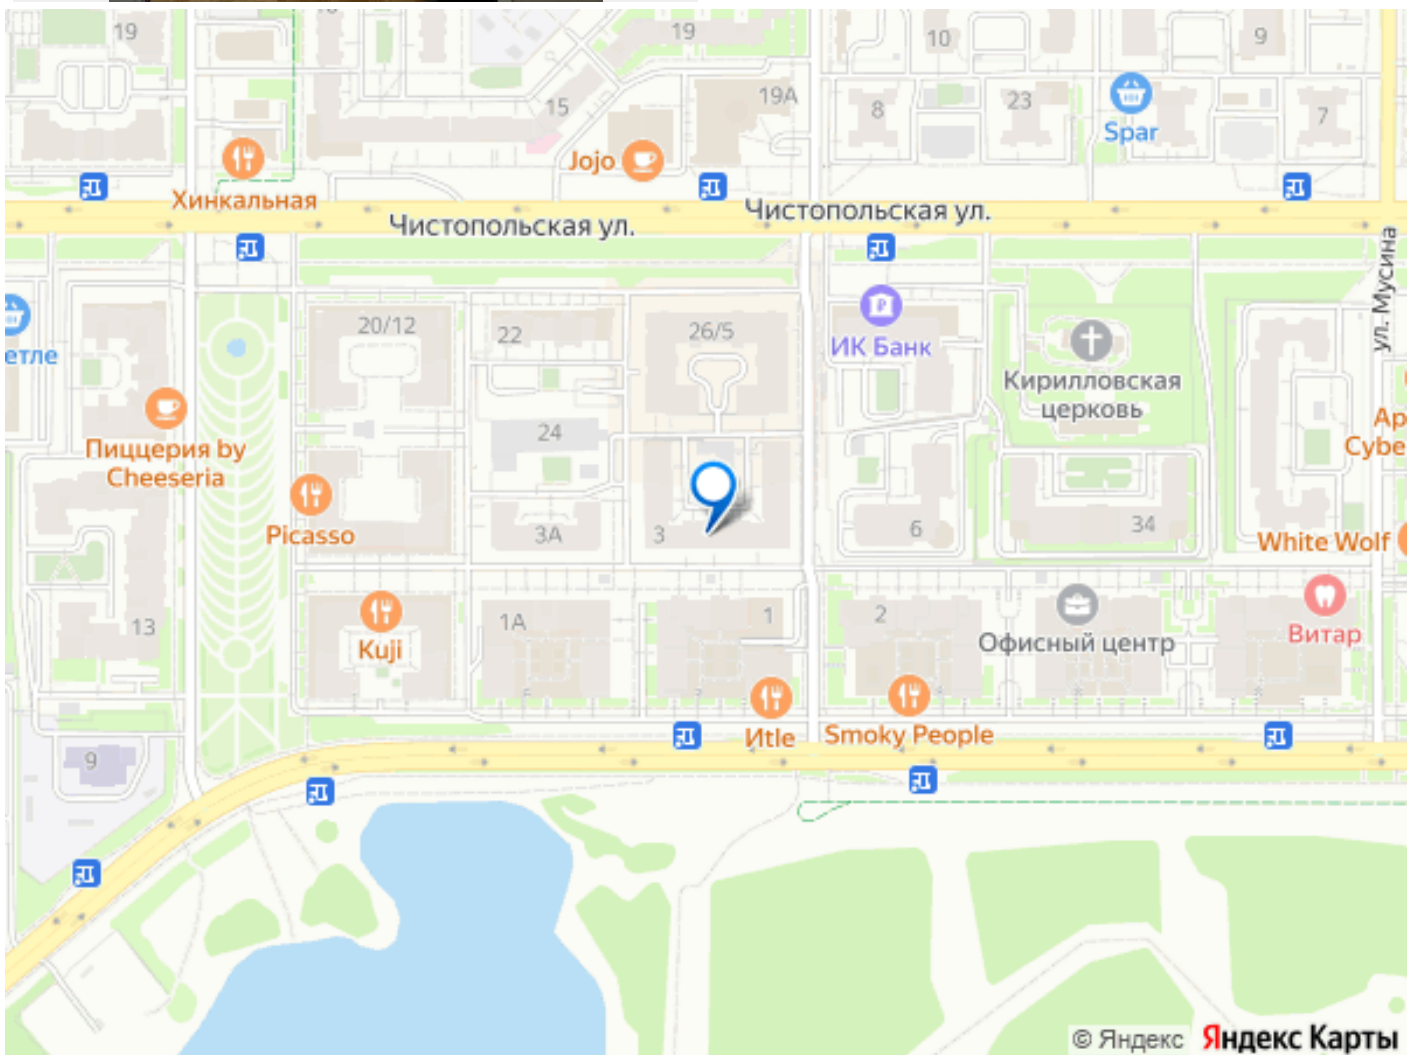 19
19
10
9
15
19А
8
23
7
Spar
Jojo
Хинкальная
Чистопольская ул.
Чистопольская ул.
ул. Мусина
етле
20/12
22
26/5
ИК Банк
Кирилловская
церковь
Пиццерия by
Cheeseria
24
Ар
Cybe
Picasso
3А
3
6
34
White Wolf
13
Kuji
1А
1
2
Офисный центр
Витар
Иtle
Smoky People
9
© Яндекс Яндекс Карты